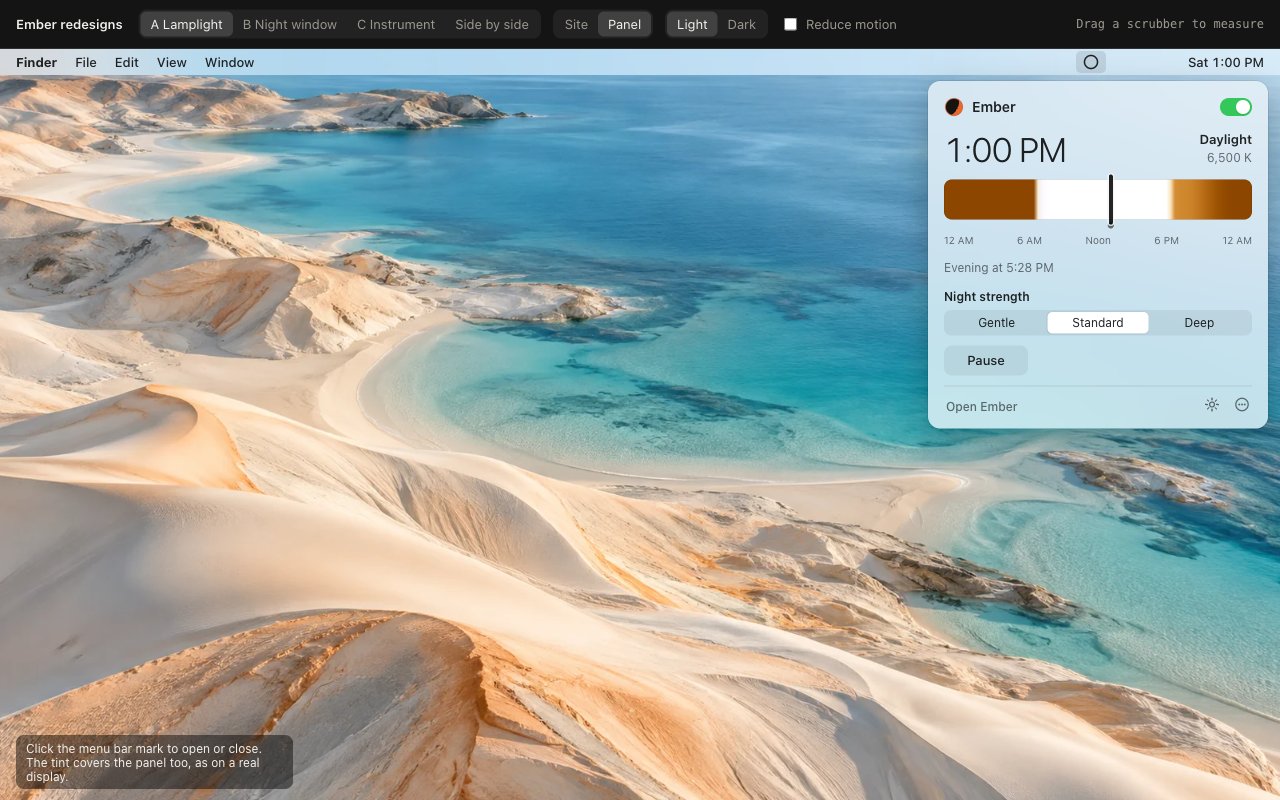 Ember redesigns A Lamplight B Night window C Instrument Side by side Site Panel Light Dark Reduce motion Drag a scrubber to measure
Finder File Edit View Window Sat 1:00 PM
Ember
1:00 PM Daylight
6,500 K
12 AM 6 AM Noon 6 PM 12 AM
Evening at 5:28 PM
Night strength
Gentle Standard Deep
Pause
Open Ember
Click the menu bar mark to open or close.
The tint covers the panel too, as on a real
display.